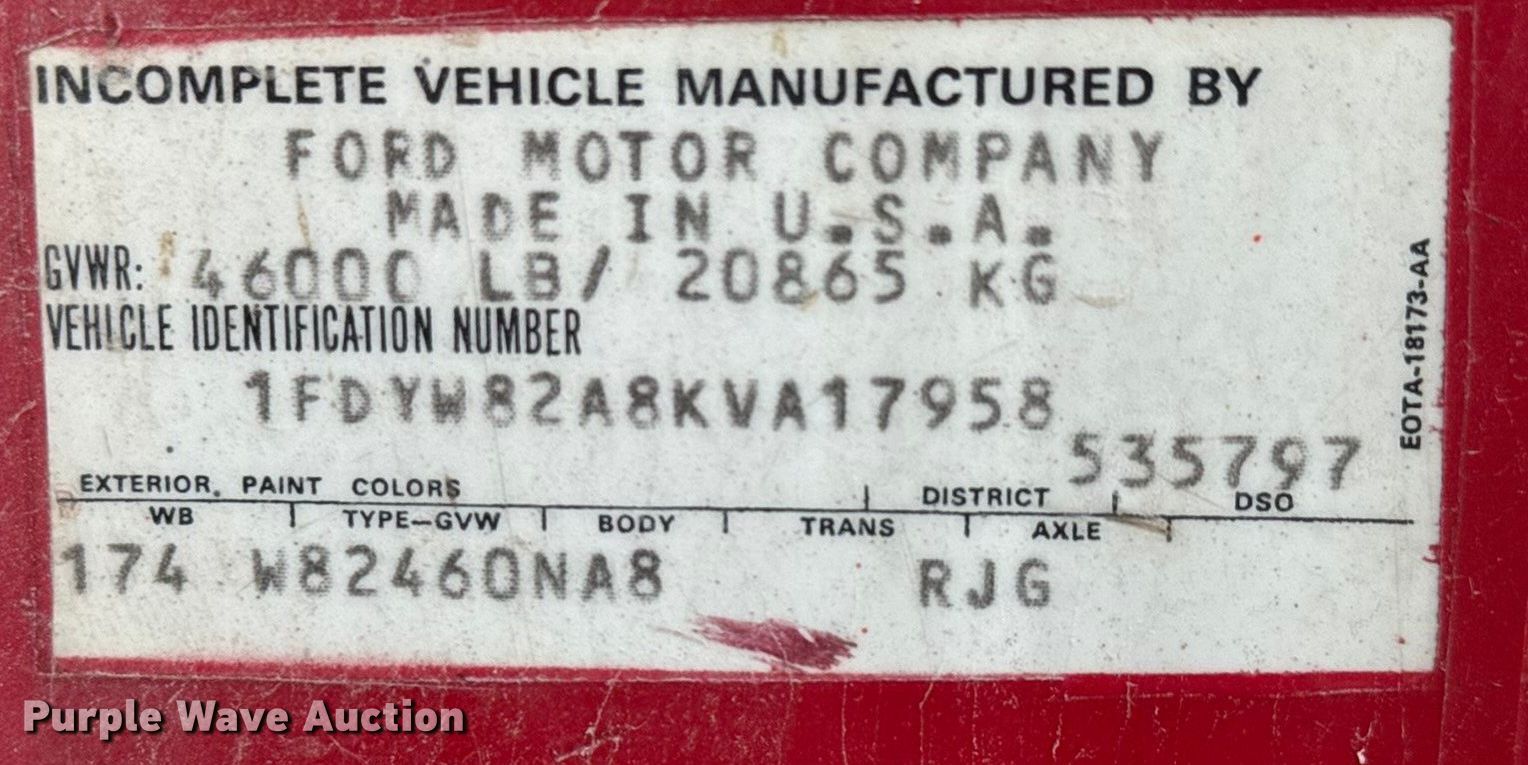 INCOMPLETE VEHICLE MANUFACTURED BY
FORD MOTOR COMPANY
MADE IN U.S.A.
GVWR: 46000 LB/ 20865 KG
VEHICLE IDENTIFICATION NUMBER
1FDYW82A8KVA17958
535797
EXTERIOR PAINT COLORS DISTRICT DSO
WB TYPE-GVW BODY TRANS AXLE
174 W82460NA8 RJG
EOTA-18173-AA
Purple Wave Auction